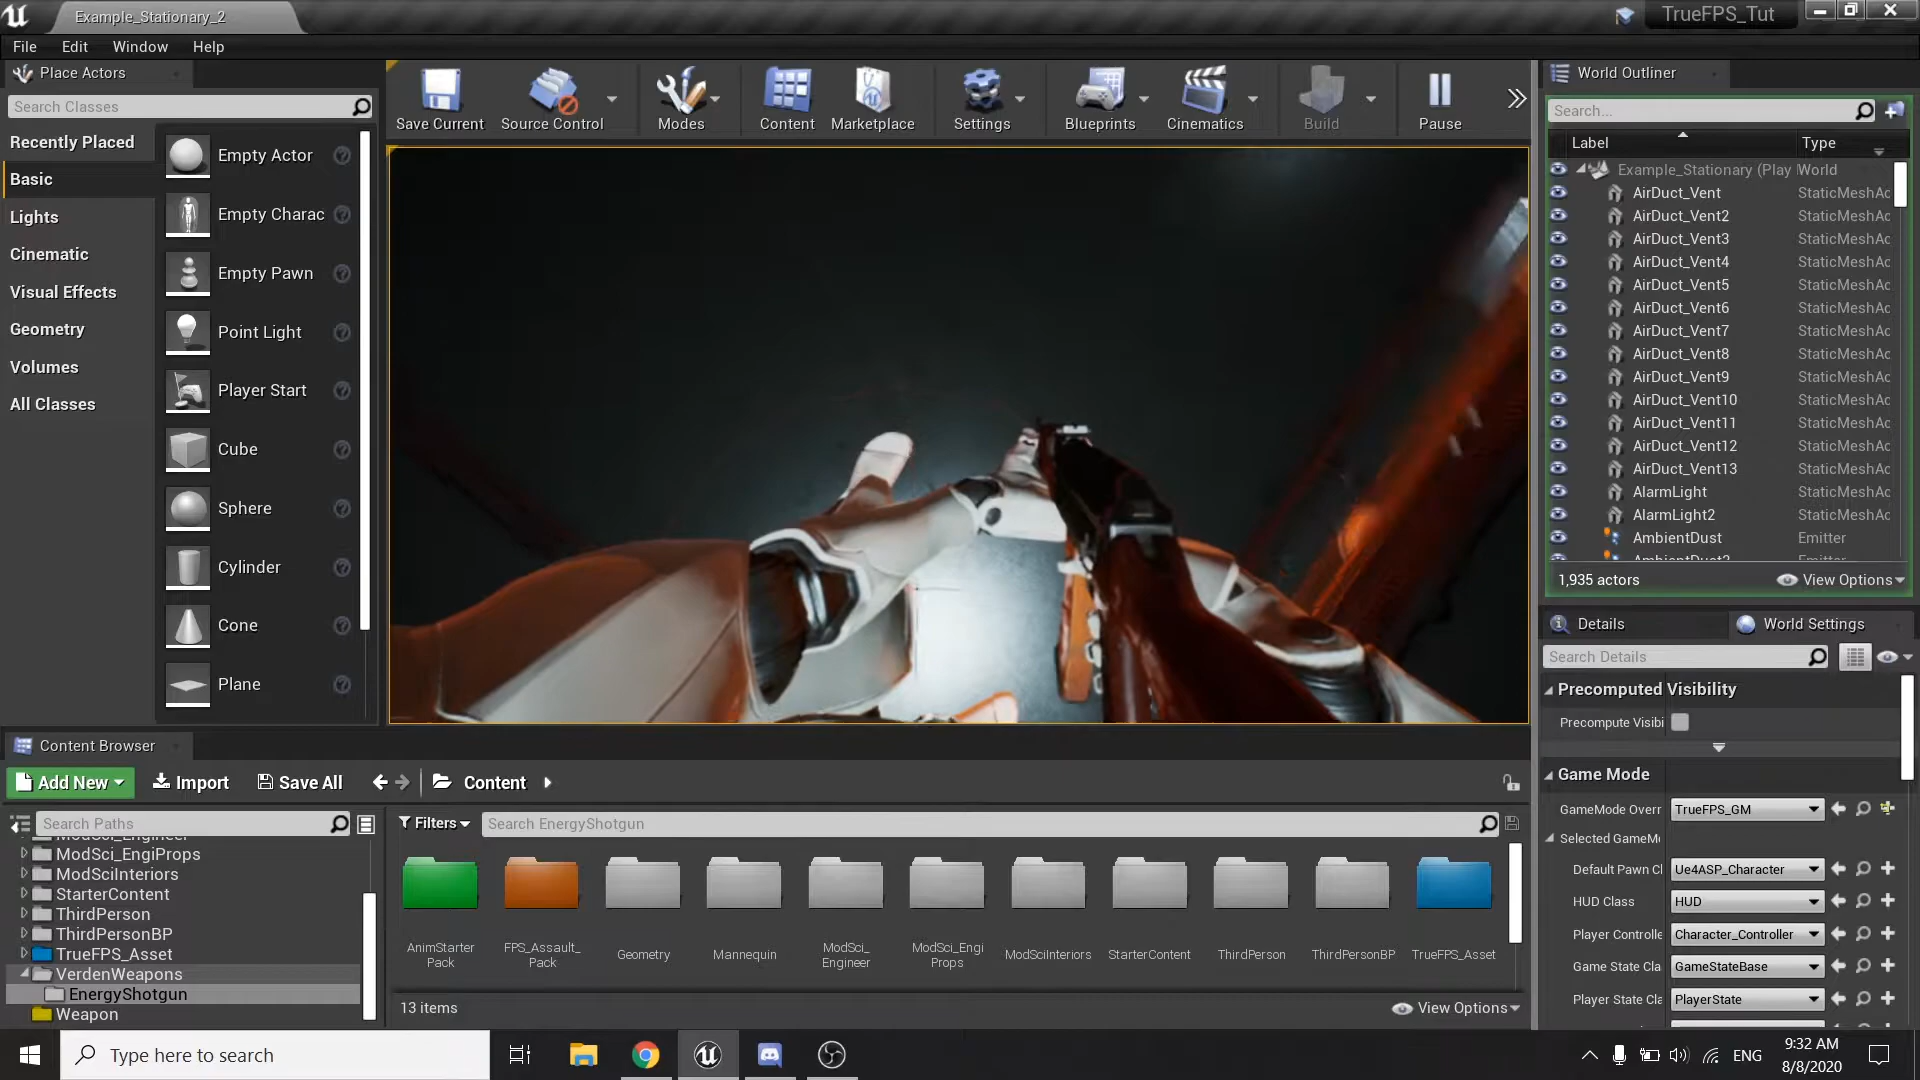 Example_Stationary_2
TrueFPS_Tut
File Edit Window Help
Place Actors
Search Classes
Recently Placed
Basic
Lights
Cinematic
Visual Effects
Geometry
Volumes
All Classes
Empty Actor
Empty Charac
Empty Pawn
Point Light
Player Start
Cube
Sphere
Cylinder
Cone
Plane
Save Current
Source Control
Modes
Content
Marketplace
Settings
Blueprints
Cinematics
Build
Pause
World Outliner
Search...
Label Type
Example_Stationary (Play World
AirDuct_Vent StaticMeshAc
AirDuct_Vent2 StaticMeshAc
AirDuct_Vent3 StaticMeshAc
AirDuct_Vent4 StaticMeshAc
AirDuct_Vent5 StaticMeshAc
AirDuct_Vent6 StaticMeshAc
AirDuct_Vent7 StaticMeshAc
AirDuct_Vent8 StaticMeshAc
AirDuct_Vent9 StaticMeshAc
AirDuct_Vent10 StaticMeshAc
AirDuct_Vent11 StaticMeshAc
AirDuct_Vent12 StaticMeshAc
AirDuct_Vent13 StaticMeshAc
AlarmLight StaticMeshAc
AlarmLight2 StaticMeshAc
AmbientDust Emitter
AmbientDust2 Emitter
1,935 actors View Options
Details World Settings
Search Details
Precomputed Visibility
Precompute Visibi
Game Mode
GameMode Overr TrueFPS_GM
Selected GameMo
Default Pawn Cl Ue4ASP_Character
HUD Class HUD
Player Controlle Character_Controller
Game State Cla GameStateBase
Player State Cla PlayerState
Content Browser
Add New Import Save All Content
Search Paths
ModSci_Engineer
ModSci_EngiProps
ModSciInteriors
StarterContent
ThirdPerson
ThirdPersonBP
TrueFPS_Asset
VerdenWeapons
EnergyShotgun
Weapon
Filters Search EnergyShotgun
AnimStarter
Pack
FPS_Assault_
Pack
Geometry
Mannequin
ModSci_
Engineer
ModSci_Engi
Props
ModSciInteriors
StarterContent
ThirdPerson
ThirdPersonBP
TrueFPS_Asset
13 items View Options
Type here to search
ENG
9:32 AM
8/8/2020